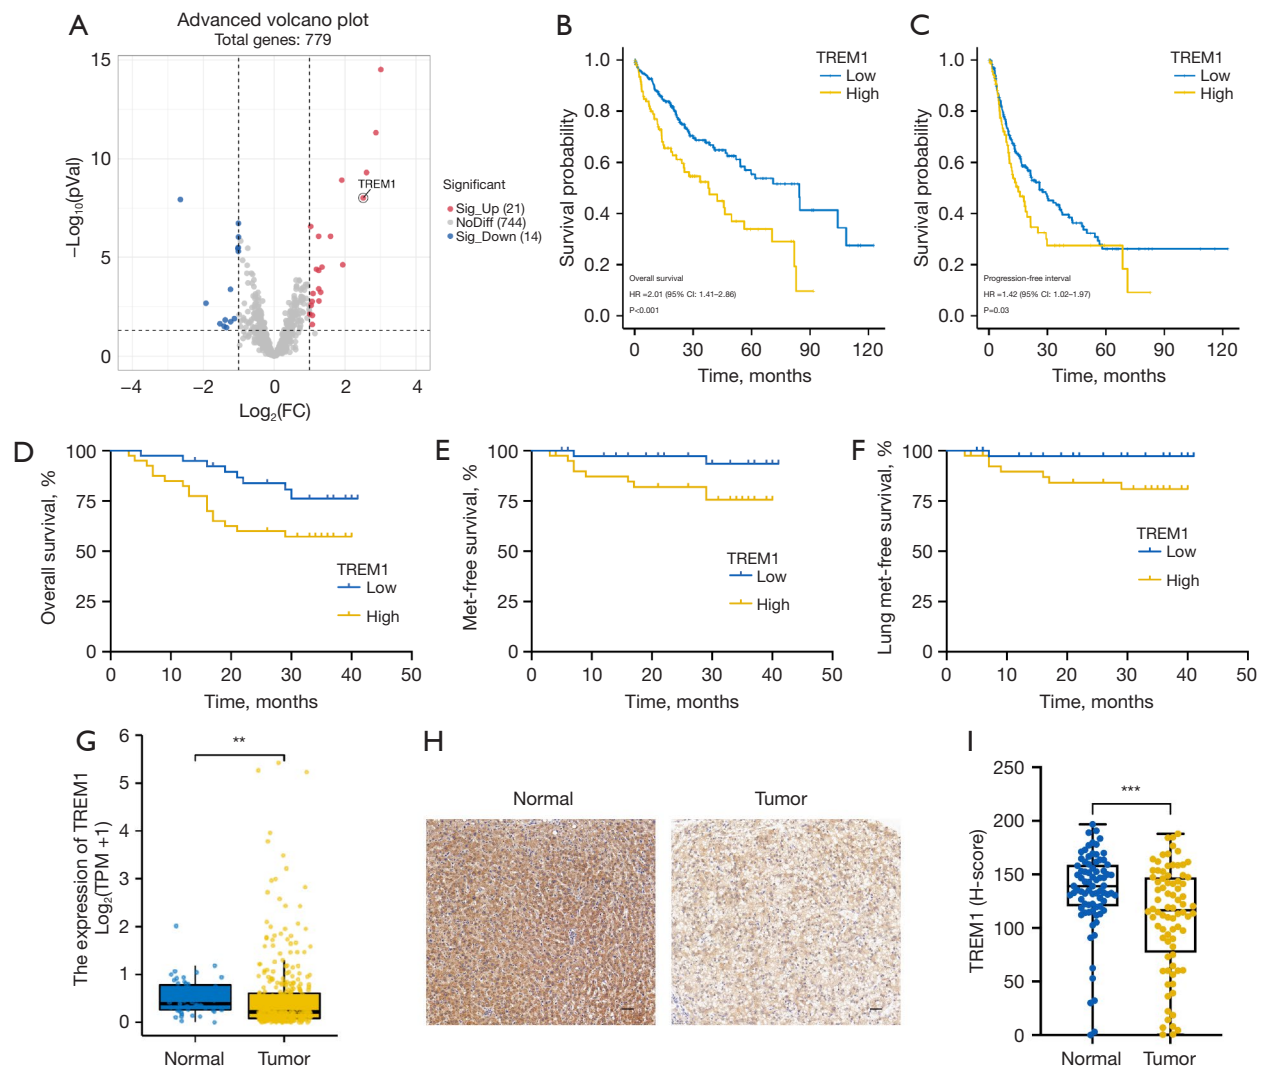 A
Advanced volcano plot
Total genes: 779
15
10
5
0
−Log10(pVal)
TREM1
−4 −2 0 2 4
Log2(FC)
Significant
Sig_Up (21)
NoDiff (744)
Sig_Down (14)
B
1.0
0.8
0.6
0.4
0.2
0.0
Survival probability
TREM1
Low
High
Overall survival
HR =2.01 (95% CI: 1.41–2.86)
P<0.001
0 30 60 90 120
Time, months
C
1.0
0.8
0.6
0.4
0.2
0.0
Survival probability
TREM1
Low
High
Progression-free interval
HR =1.42 (95% CI: 1.02–1.97)
P=0.03
0 30 60 90 120
Time, months
D
100
75
50
25
0
Overall survival, %
TREM1
Low
High
0 10 20 30 40 50
Time, months
E
100
75
50
25
0
Met-free survival, %
TREM1
Low
High
0 10 20 30 40 50
Time, months
F
100
75
50
25
0
Lung met-free survival, %
TREM1
Low
High
0 10 20 30 40 50
Time, months
G
6
5
4
3
2
1
0
The expression of TREM1
Log2(TPM +1)
**
Normal Tumor
H
Normal Tumor
I
250
200
150
100
50
0
TREM1 (H-score)
***
Normal Tumor